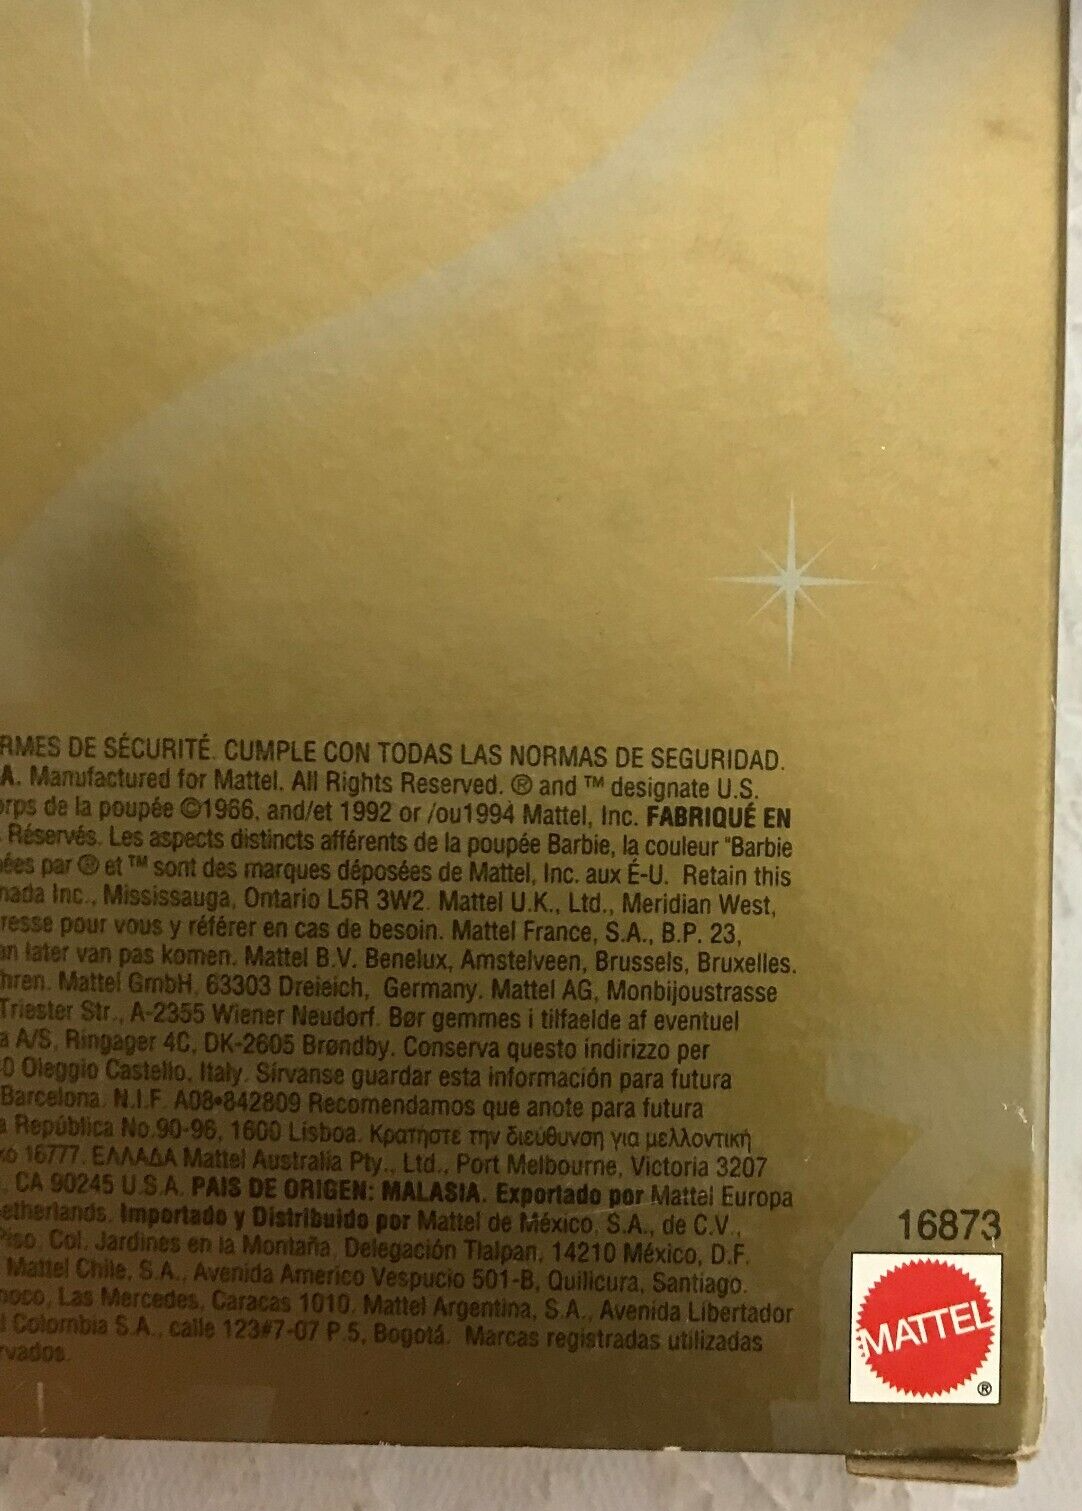 RMES DE SÉCURITÉ. CUMPLE CON TODAS LAS NORMAS DE SEGURIDAD.
A. Manufactured for Mattel. All Rights Reserved. ® and ™ designate U.S.
orps de la poupée ©1966, and/et 1992 or /ou1994 Mattel, Inc. FABRIQUÉ EN
Réservés. Les aspects distincts afférents de la poupée Barbie, la couleur "Barbie
ées par ® et ™ sont des marques déposées de Mattel, Inc. aux É-U. Retain this
nada Inc., Mississauga, Ontario L5R 3W2. Mattel U.K., Ltd., Meridian West,
resse pour vous y référer en cas de besoin. Mattel France, S.A., B.P. 23,
an later van pas komen. Mattel B.V. Benelux, Amstelveen, Brussels, Bruxelles.
hren. Mattel GmbH, 63303 Dreieich, Germany. Mattel AG, Monbijoustrasse
Triester Str., A-2355 Wiener Neudorf. Bør gemmes i tilfaelde af eventuel
a A/S, Ringager 4C, DK-2605 Brøndby. Conserva questo indirizzo per
0 Oleggio Castello, Italy. Sírvanse guardar esta información para futura
Barcelona. N.I.F. A08•842809 Recomendamos que anote para futura
a República No.90-96, 1600 Lisboa. Κρατήστε την διεύθυνση για μελλοντική
κό 16777. ΕΛΛΑΔΑ Mattel Australia Pty., Ltd., Port Melbourne, Victoria 3207
, CA 90245 U.S.A. PAIS DE ORIGEN: MALASIA. Exportado por Mattel Europa
etherlands. Importado y Distribuido por Mattel de México, S.A., de C.V.,
Piso, Col. Jardines en la Montaña, Delegación Tlalpan, 14210 México, D.F.
Mattel Chile, S.A., Avenida Americo Vespucio 501-B, Quilicura, Santiago.
noco, Las Mercedes, Caracas 1010. Mattel Argentina, S.A., Avenida Libertador
l Colombia S.A., calle 123#7-07 P.5, Bogotá. Marcas registradas utilizadas
rvados.
16873
MATTEL
®